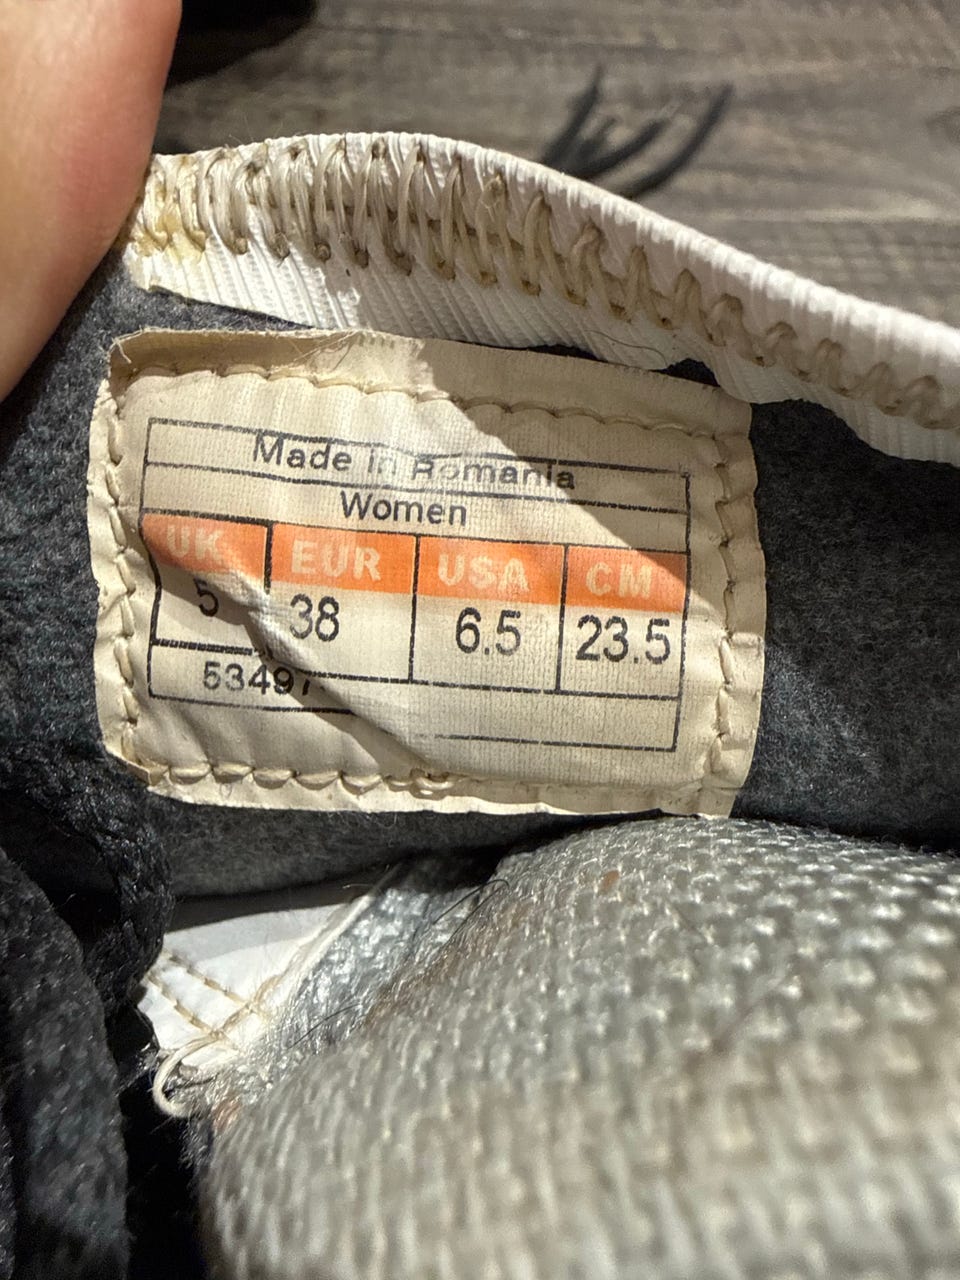 Made in Romania
Women
UK EUR USA CM
5 38 6.5 23.5